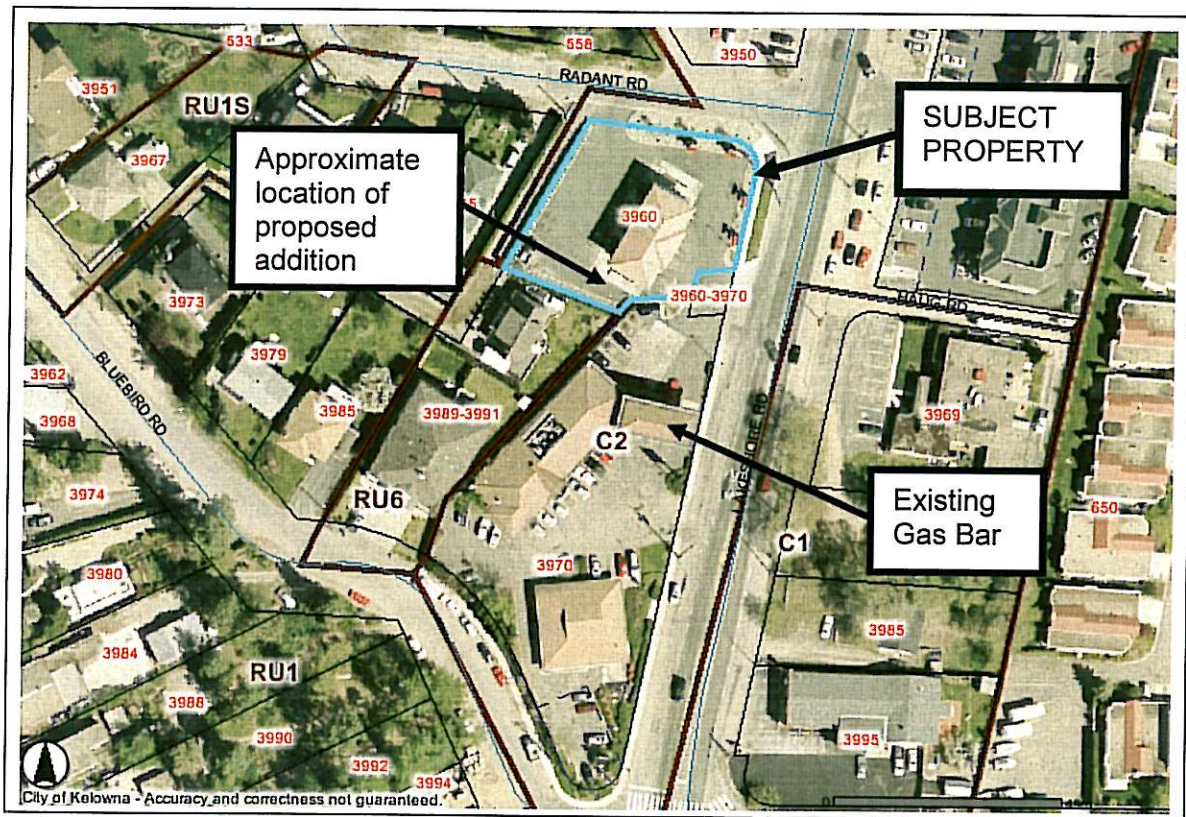 533
558
3950
RADANT RD
3951
RU1S
3967
SUBJECT
PROPERTY
Approximate
location of
proposed
addition
3960
3960-3970
3973
3979
3962
3968
BLUEBIRD RD
3985
3989-3991
LAKESHORE RD
3969
C2
RU6
Existing
Gas Bar
650
3974
C1
3970
3980
3985
3984
RU1
3988
3990
3992
3994
3995
City of Kelowna - Accuracy and correctness not guaranteed.